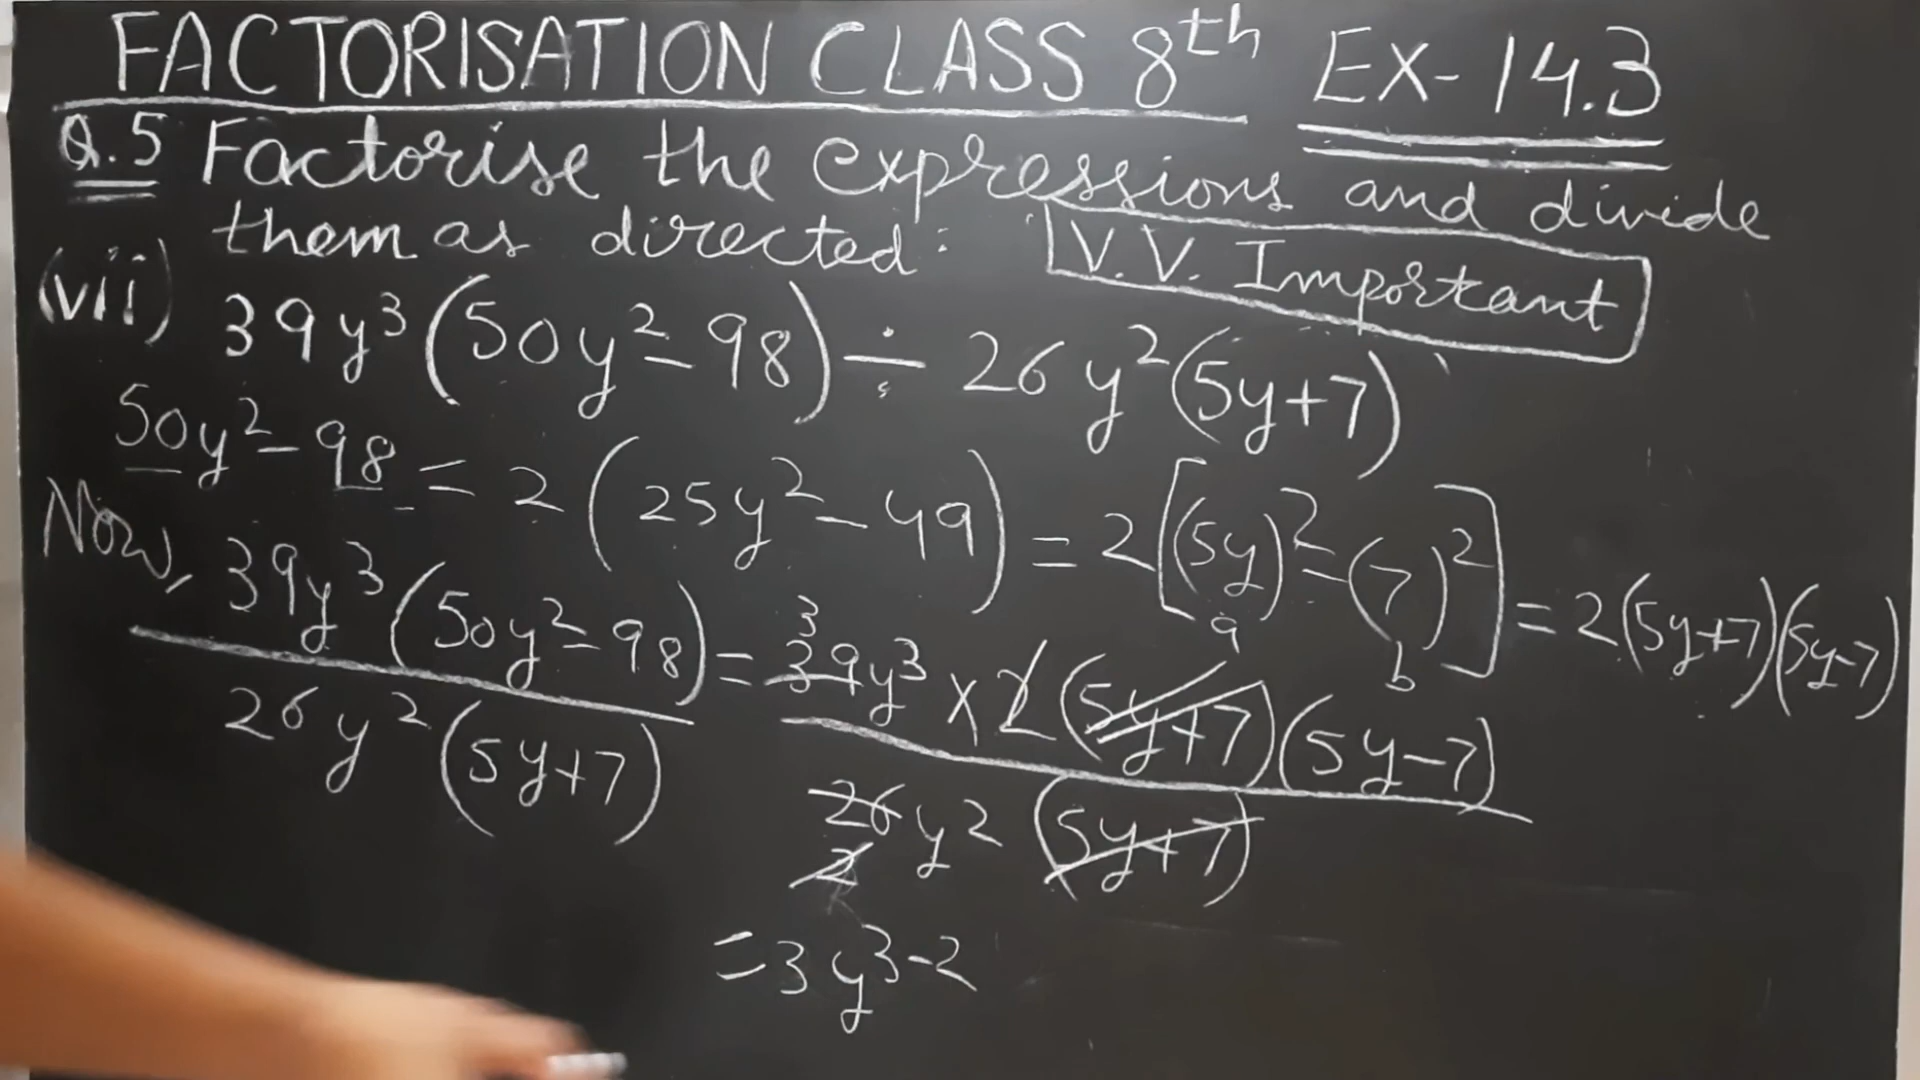 FACTORISATION CLASS 8th EX-14.3
Q.5 Factorise the expressions and divide
them as directed: V.V. Important
(vii) 39y³(50y²-98) ÷ 26y²(5y+7)
50y²-98 = 2(25y²-49) = 2[(5y)²-(7)²] = 2(5y+7)(5y-7)
a b
Now, 39y³(50y²-98) / 26y²(5y+7) = 39y³ × 2(5y+7)(5y-7) / 26y²(5y+7)
3
2
= 3y³-2